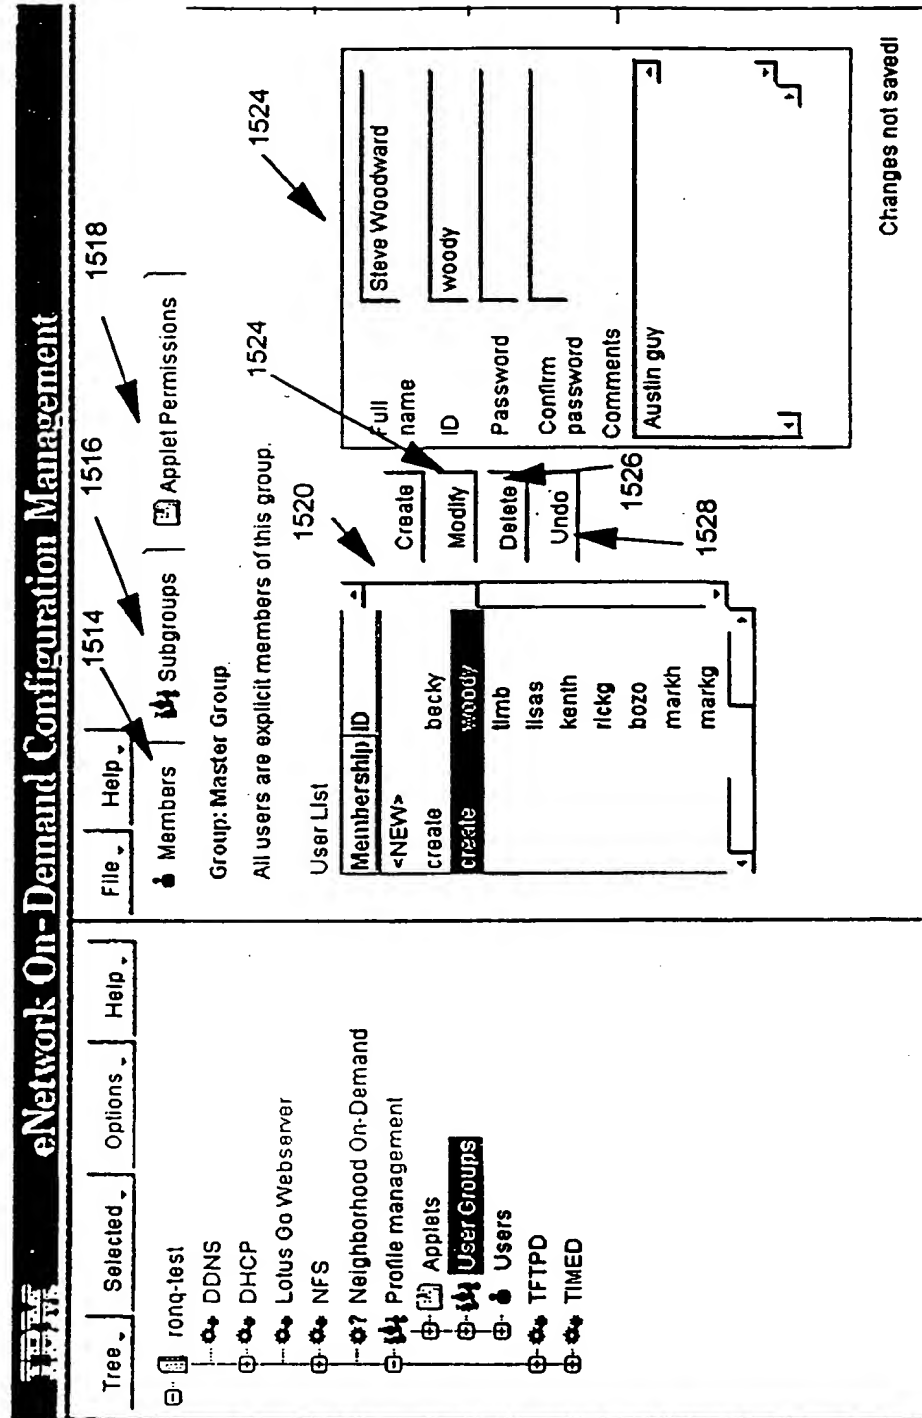 IBM eNetwork On-Demand Configuration Management
Tree Selected Options Help
ronq-test
DDNS
DHCP
Lotus Go Webserver
NFS
Neighborhood On-Demand
Profile management
Applets
User Groups
Users
TFTPD
TIMED
File Help
1514
1516
1518
Members Subgroups Applet Permissions
Group: Master Group
All users are explicit members of this group.
User List
1520
1524
1524
Membership ID
<NEW>
create becky
create woody
timb
lisas
kenth
rickg
bozo
markh
markg
Create
Modify
Delete
Undo
1526
1528
Full name Steve Woodward
ID woody
Password
Confirm password
Comments
Austin guy
Changes not saved!